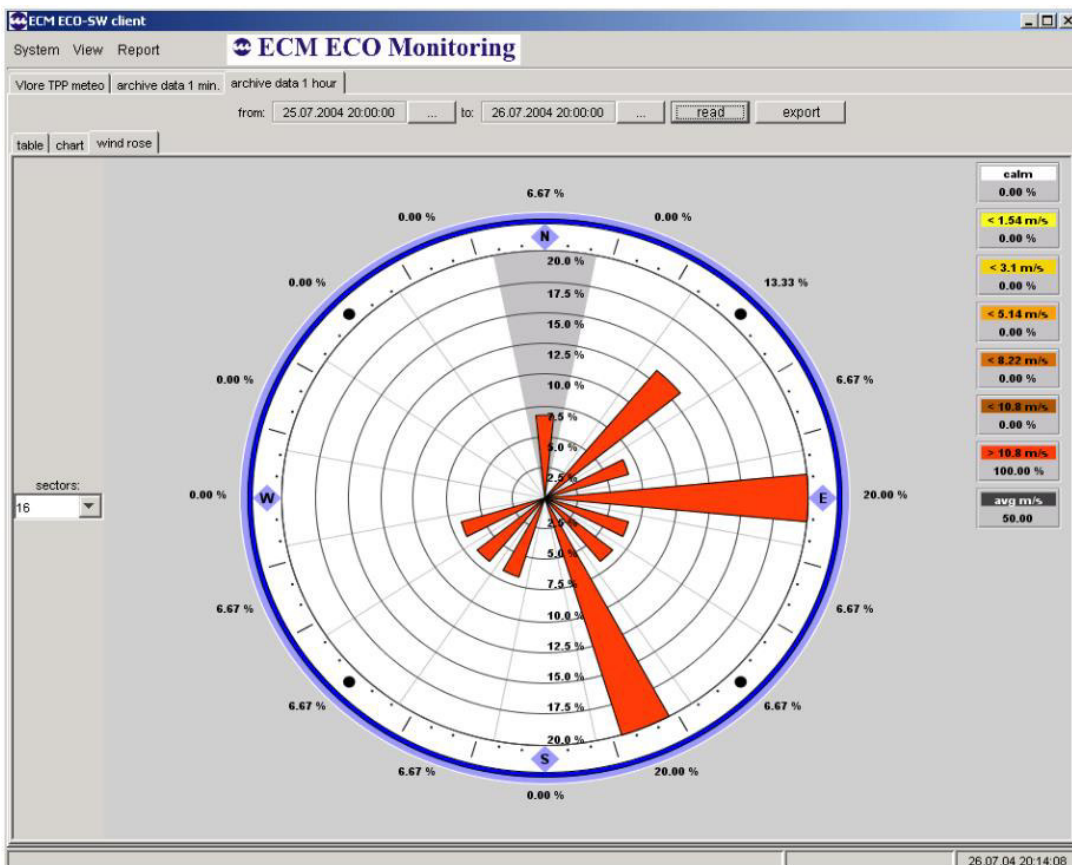 ECM ECO-SW client
System View Report
ECM ECO Monitoring
Vlore TPP meteo archive data 1 min. archive data 1 hour
from: 25.07.2004 20:00:00 ... to: 26.07.2004 20:00:00 ... read export
table chart wind rose
calm
0.00 %
< 1.54 m/s
0.00 %
< 3.1 m/s
0.00 %
< 5.14 m/s
0.00 %
< 8.22 m/s
0.00 %
< 10.8 m/s
0.00 %
> 10.8 m/s
100.00 %
avg m/s
50.00
6.67 %
0.00 % 0.00 %
N
20.0 %
0.00 % 13.33 %
17.5 %
15.0 %
12.5 %
0.00 % 6.67 %
10.0 %
7.5 %
5.0 %
2.5 %
sectors:
16
0.00 % W E 20.00 %
2.5 %
5.0 %
7.5 %
6.67 % 6.67 %
10.0 %
12.5 %
15.0 %
6.67 % 6.67 %
17.5 %
20.0 %
S
6.67 % 20.00 %
0.00 %
26.07.04 20:14:08